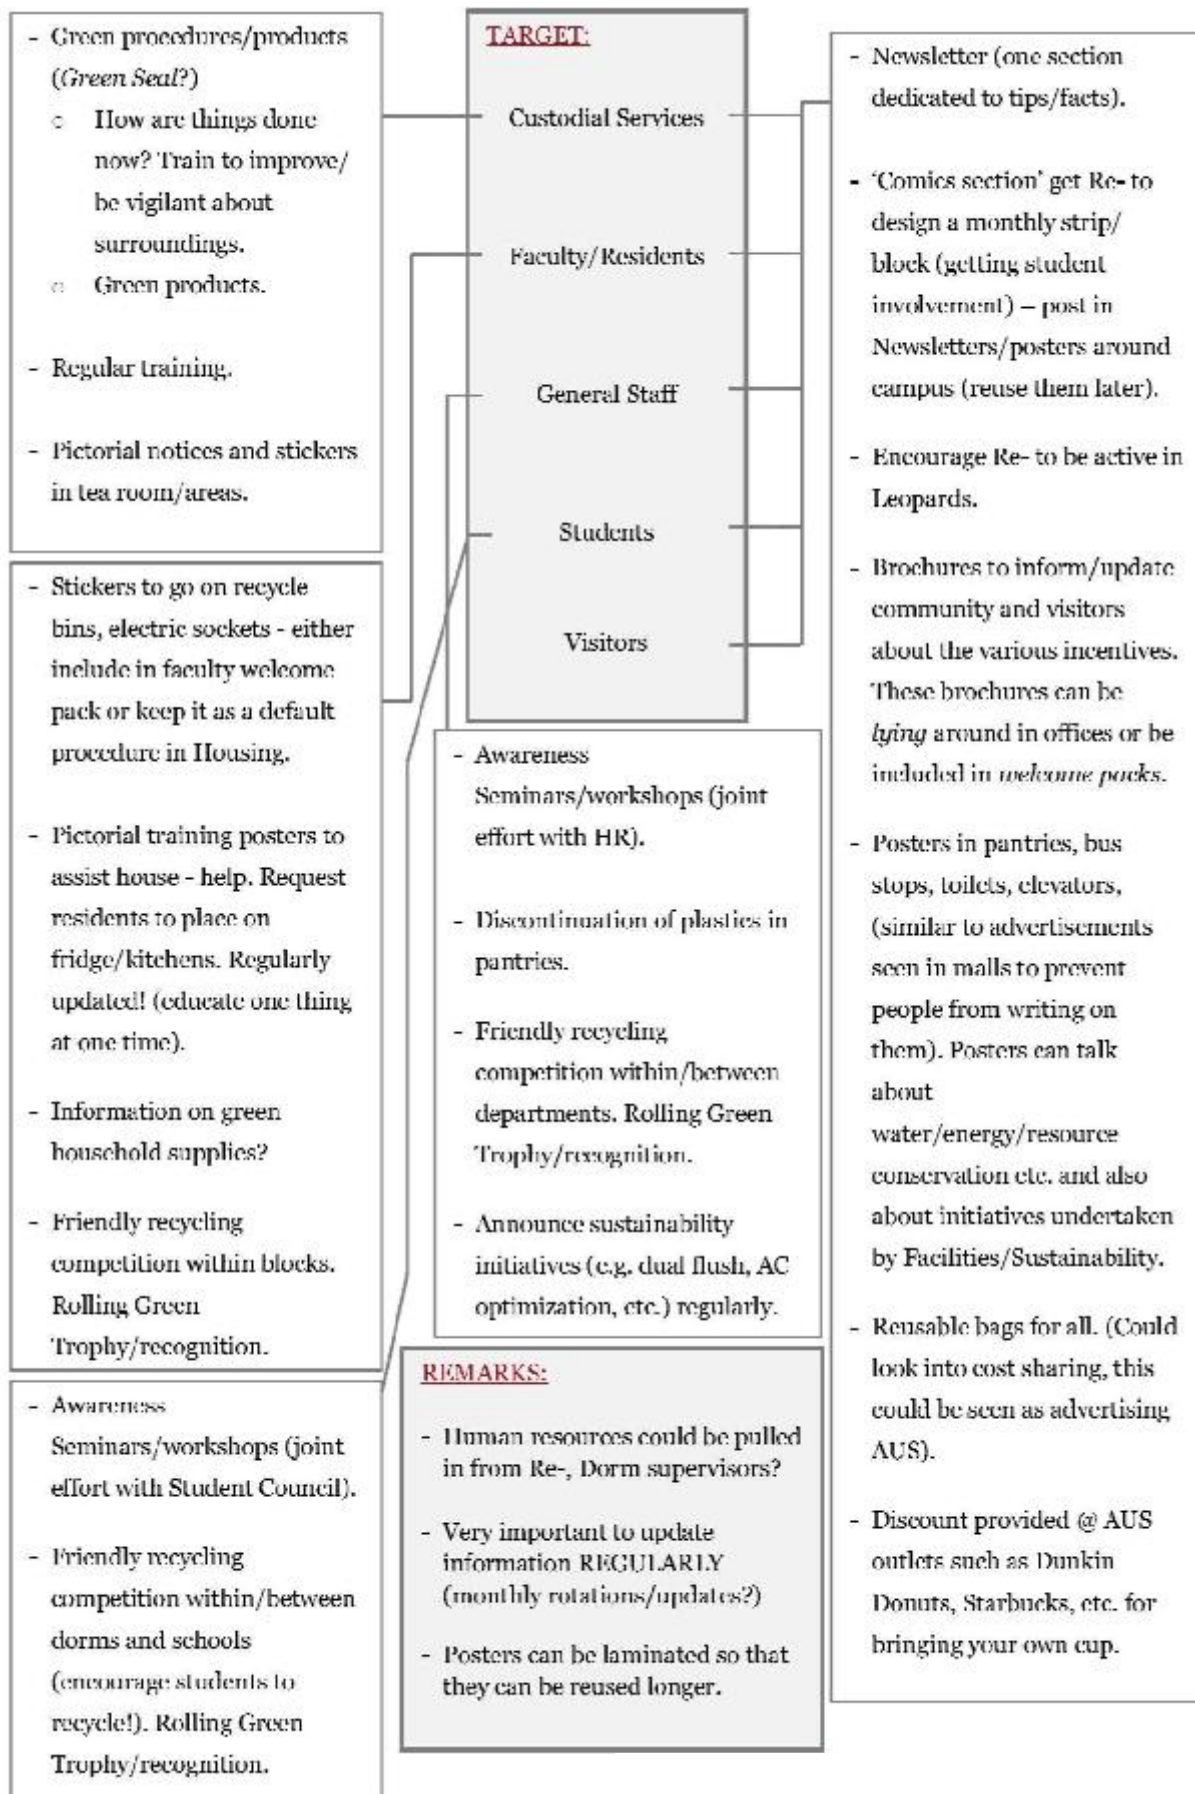 - Green procedures/products
(Green Seal?)
o How are things done
now? Train to improve/
be vigilant about
surroundings.
o Green products.
- Regular training.
- Pictorial notices and stickers
in tea room/areas.
- Stickers to go on recycle
bins, electric sockets - either
include in faculty welcome
pack or keep it as a default
procedure in Housing.
- Pictorial training posters to
assist house - help. Request
residents to place on
fridge/kitchens. Regularly
updated! (educate one thing
at one time).
- Information on green
household supplies?
- Friendly recycling
competition within blocks.
Rolling Green
Trophy/recognition.
- Awareness
Seminars/workshops (joint
effort with Student Council).
- Friendly recycling
competition within/between
dorms and schools
(encourage students to
recycle!). Rolling Green
Trophy/recognition.
TARGET:
Custodial Services
Faculty/Residents
General Staff
Students
Visitors
- Awareness
Seminars/workshops (joint
effort with HR).
- Discontinuation of plastics in
pantries.
- Friendly recycling
competition within/between
departments. Rolling Green
Trophy/recognition.
- Announce sustainability
initiatives (e.g. dual flush, AC
optimization, etc.) regularly.
REMARKS:
- Human resources could be pulled
in from Re-, Dorm supervisors?
- Very important to update
information REGULARLY
(monthly rotations/updates?)
- Posters can be laminated so that
they can be reused longer.
- Newsletter (one section
dedicated to tips/facts).
- 'Comics section' get Re- to
design a monthly strip/
block (getting student
involvement) – post in
Newsletters/posters around
campus (reuse them later).
- Encourage Re- to be active in
Leopards.
- Brochures to inform/update
community and visitors
about the various incentives.
These brochures can be
lying around in offices or be
included in welcome packs.
- Posters in pantries, bus
stops, toilets, elevators,
(similar to advertisements
seen in malls to prevent
people from writing on
them). Posters can talk
about
water/energy/resource
conservation etc. and also
about initiatives undertaken
by Facilities/Sustainability.
- Reusable bags for all. (Could
look into cost sharing, this
could be seen as advertising
AUS).
- Discount provided @ AUS
outlets such as Dunkin
Donuts, Starbucks, etc. for
bringing your own cup.